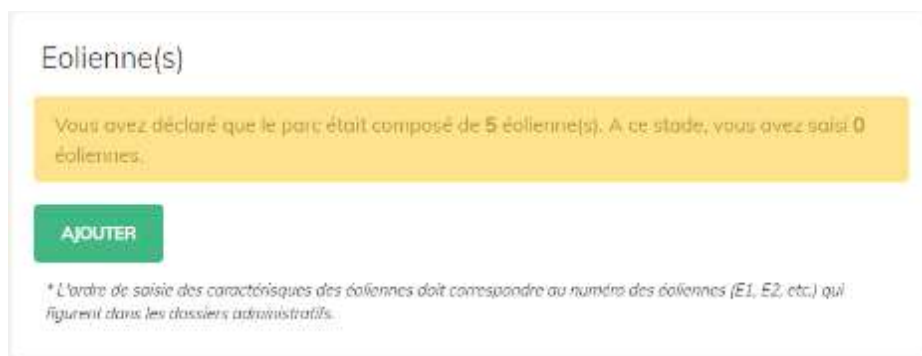 Eolienne(s)
Vous avez déclaré que le parc était composé de 5 éolienne(s). A ce stade, vous avez saisi 0
éoliennes.
AJOUTER
* L'ordre de saisie des caractérisques des éoliennes doit correspondre au numéro des éoliennes (E1, E2, etc.) qui
figurent dans les dossiers administratifs.